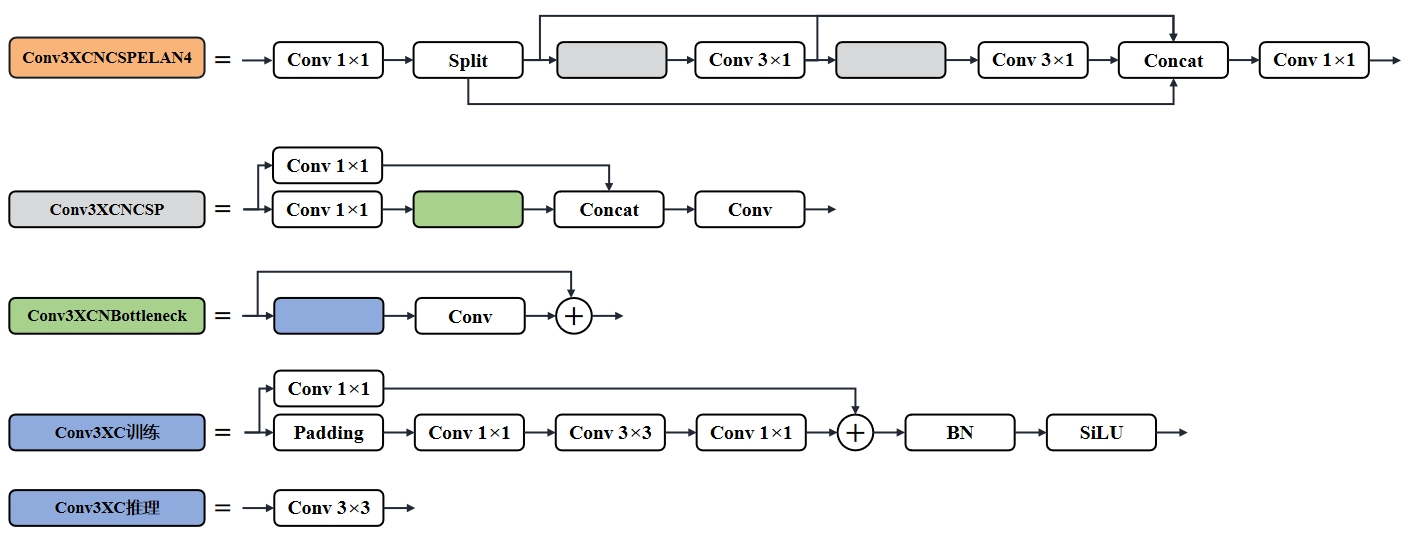 Conv3XCNCSPELAN4 = Conv 1×1 Split Conv 3×1 Conv 3×1 Concat Conv 1×1
Conv 1×1
Conv3XCNCSP = Conv 1×1 Concat Conv
Conv3XCNBottleneck = Conv +
Conv 1×1
Conv3XC训练 = Padding Conv 1×1 Conv 3×3 Conv 1×1 + BN SiLU
Conv3XC推理 = Conv 3×3